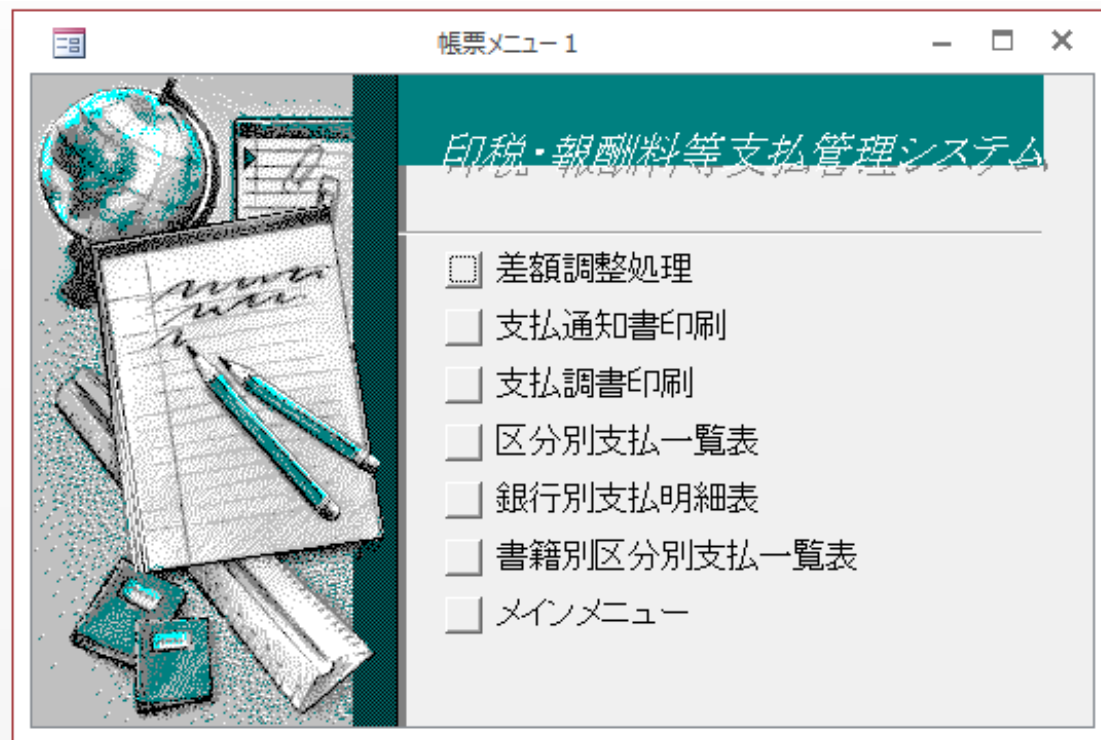 帳票メニュー１
印税・報酬料等支払管理システム
差額調整処理
支払通知書印刷
支払調書印刷
区分別支払一覧表
銀行別支払明細表
書籍別区分別支払一覧表
メインメニュー